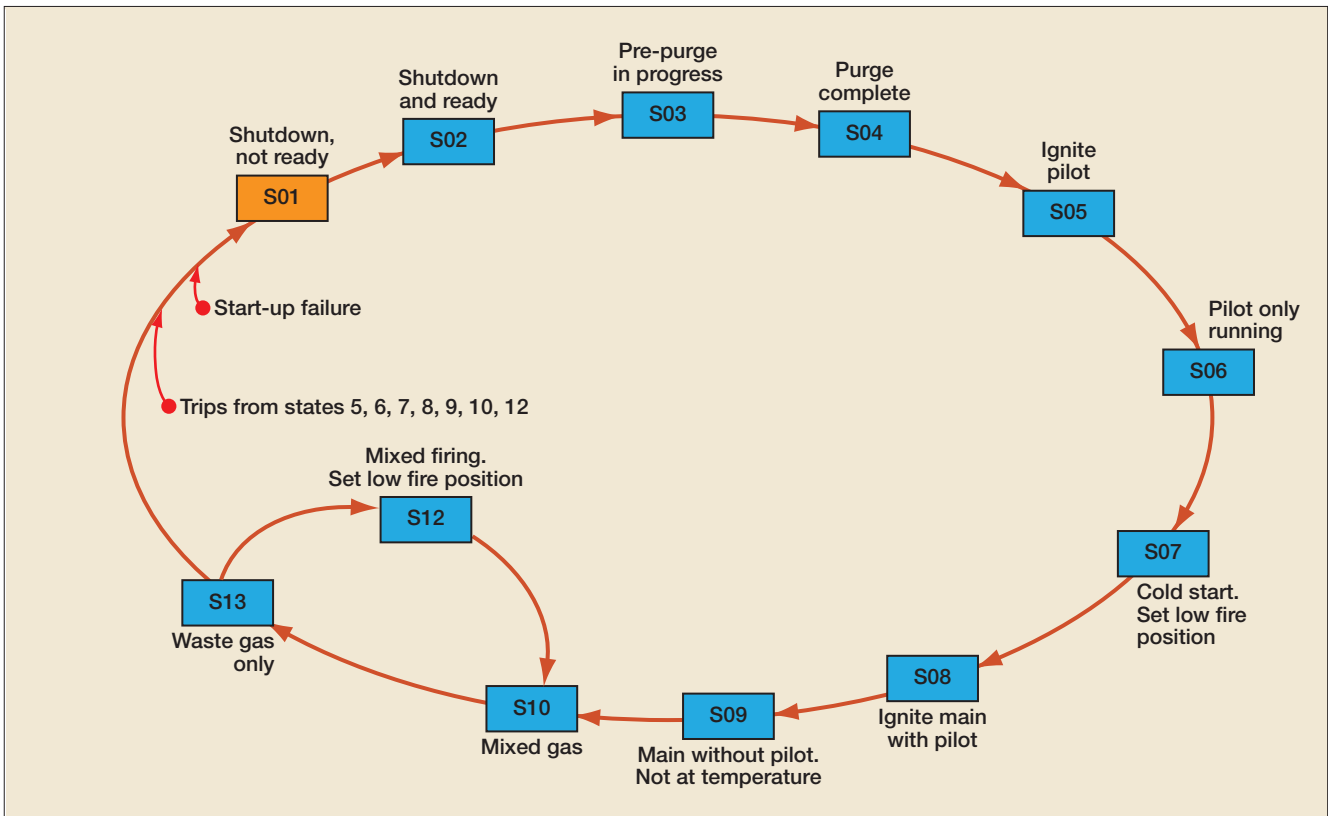 Pre-purge
in progress
S03
Shutdown
and ready
S02
Purge
complete
S04
Shutdown,
not ready
S01
Ignite
pilot
S05
Start-up failure
Pilot only
running
S06
Trips from states 5, 6, 7, 8, 9, 10, 12
Mixed firing.
Set low fire position
S12
S07
Cold start.
Set low fire
position
S13
Waste gas
only
S08
Ignite main
with pilot
S10
Mixed gas
S09
Main without pilot.
Not at temperature